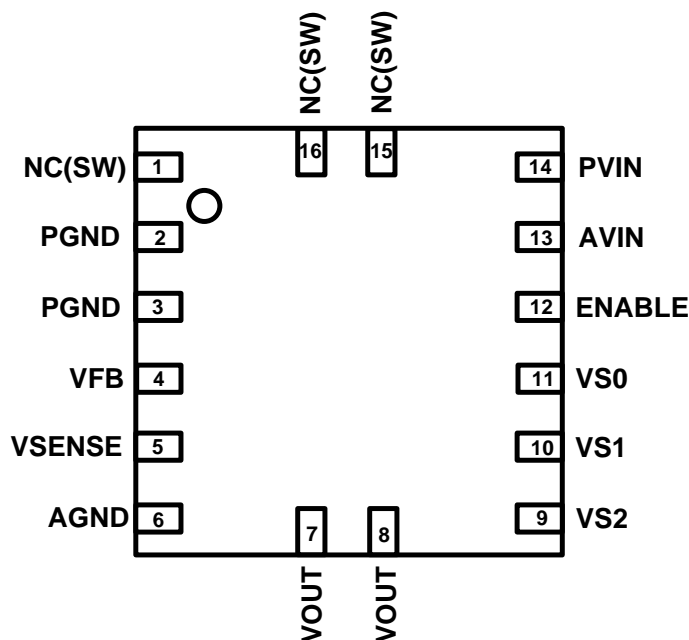 NC(SW) NC(SW)
16 15
NC(SW) 1 14 PVIN
PGND 2 13 AVIN
PGND 3 12 ENABLE
VFB 4 11 VS0
VSENSE 5 10 VS1
AGND 6 9 VS2
7 8
VOUT VOUT